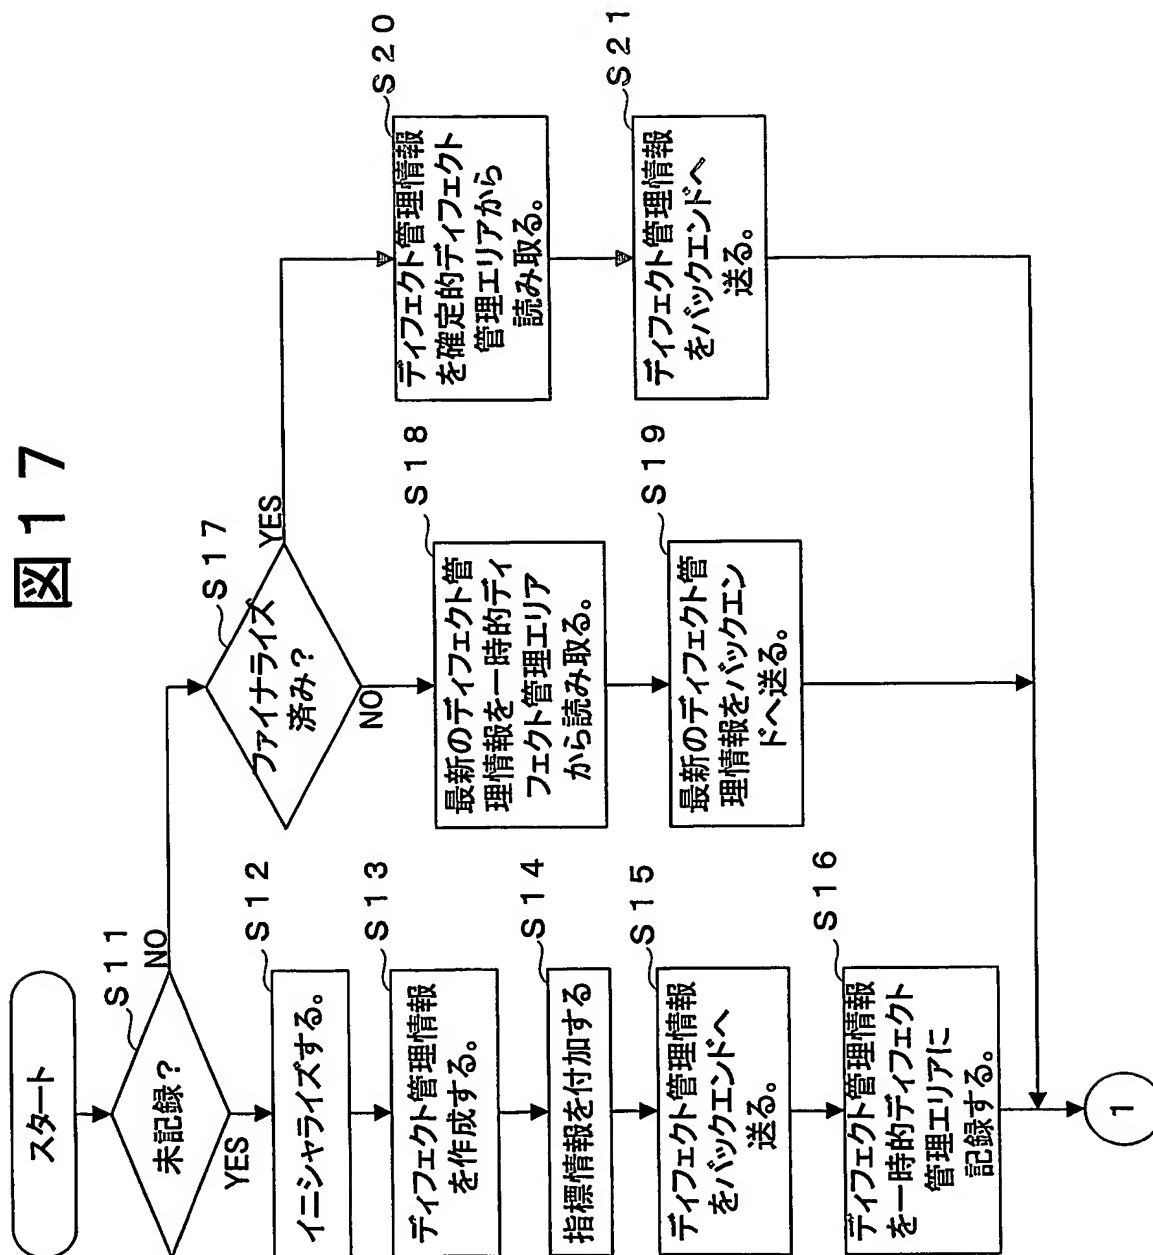 図17
スタート
S11
未記録?
NO
YES
S12
イニシャライズする。
S13
ディフェクト管理情報
を作成する。
S14
指標情報を付加する
S15
ディフェクト管理情報
をバックエンドへ
送る。
S16
ディフェクト管理情報
を一時的ディフェクト
管理エリアに
記録する。
1
S17
ファイナライズ
済み?
YES
NO
S18
最新のディフェクト管
理情報を一時的ディ
フェクト管理エリア
から読み取る。
S19
最新のディフェクト管
理情報をバックエン
ドへ送る。
S20
ディフェクト管理情報
を確定的ディフェクト
管理エリアから
読み取る。
S21
ディフェクト管理情報
をバックエンドへ
送る。